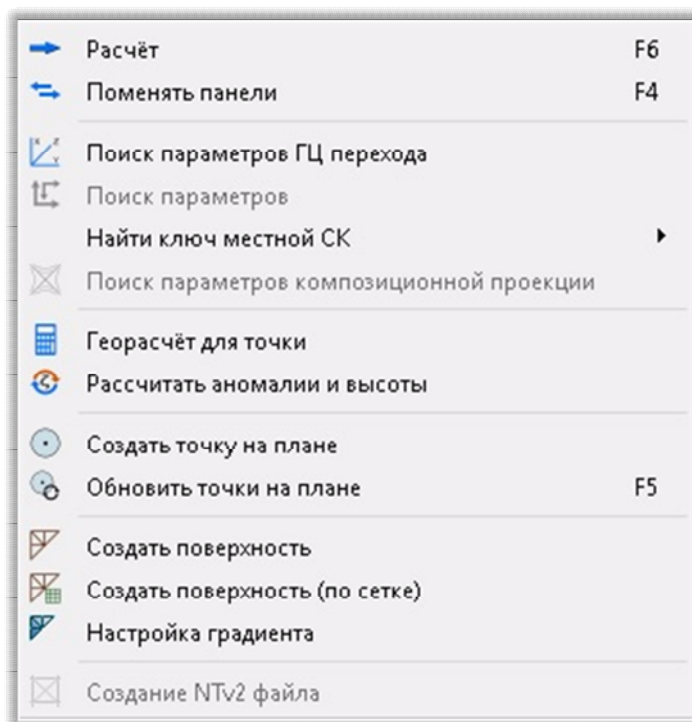 Расчёт F6
Поменять панели F4
Поиск параметров ГЦ перехода
Поиск параметров
Найти ключ местной СК
Поиск параметров композиционной проекции
Георасчёт для точки
Рассчитать аномалии и высоты
Создать точку на плане
Обновить точки на плане F5
Создать поверхность
Создать поверхность (по сетке)
Настройка градиента
Создание NTv2 файла